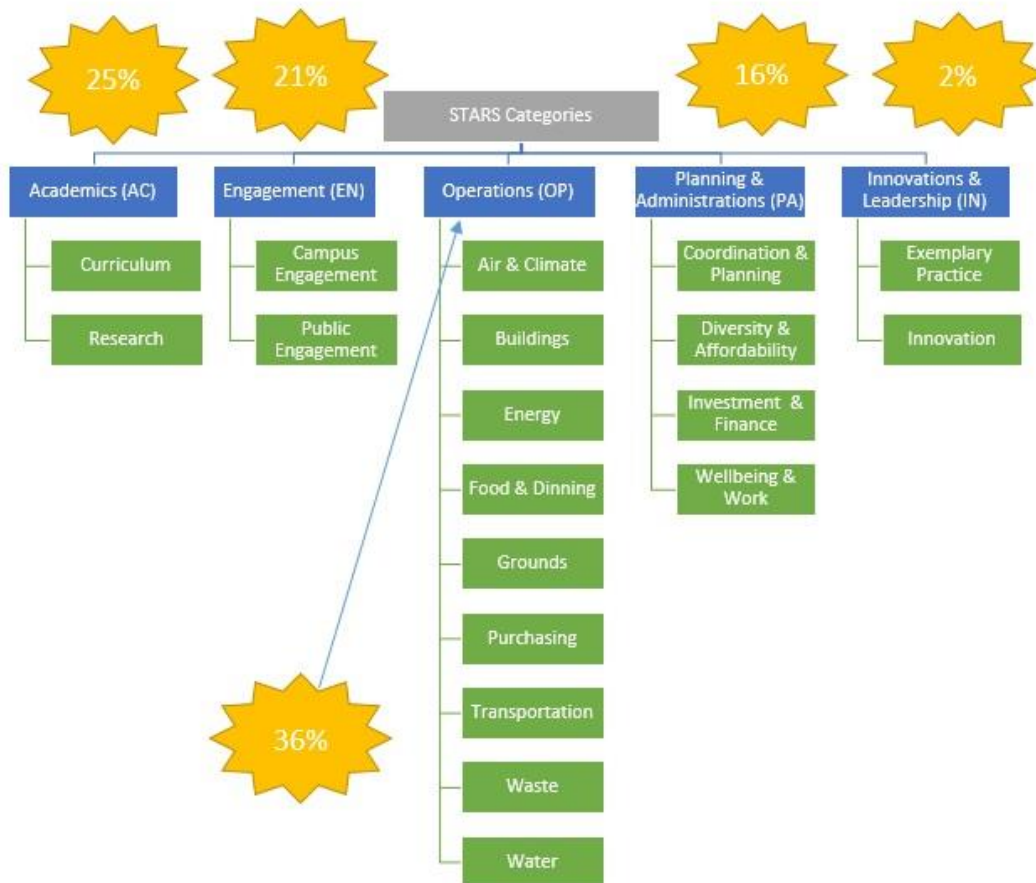 25%
21%
16%
2%
STARS Categories
Academics (AC)
Curriculum
Research
Engagement (EN)
Campus
Engagement
Public
Engagement
Operations (OP)
Air & Climate
Buildings
Energy
Food & Dinning
Grounds
Purchasing
Transportation
Waste
Water
36%
Planning &
Administrations (PA)
Coordination &
Planning
Diversity &
Affordability
Investment &
Finance
Wellbeing &
Work
Innovations &
Leadership (IN)
Exemplary
Practice
Innovation